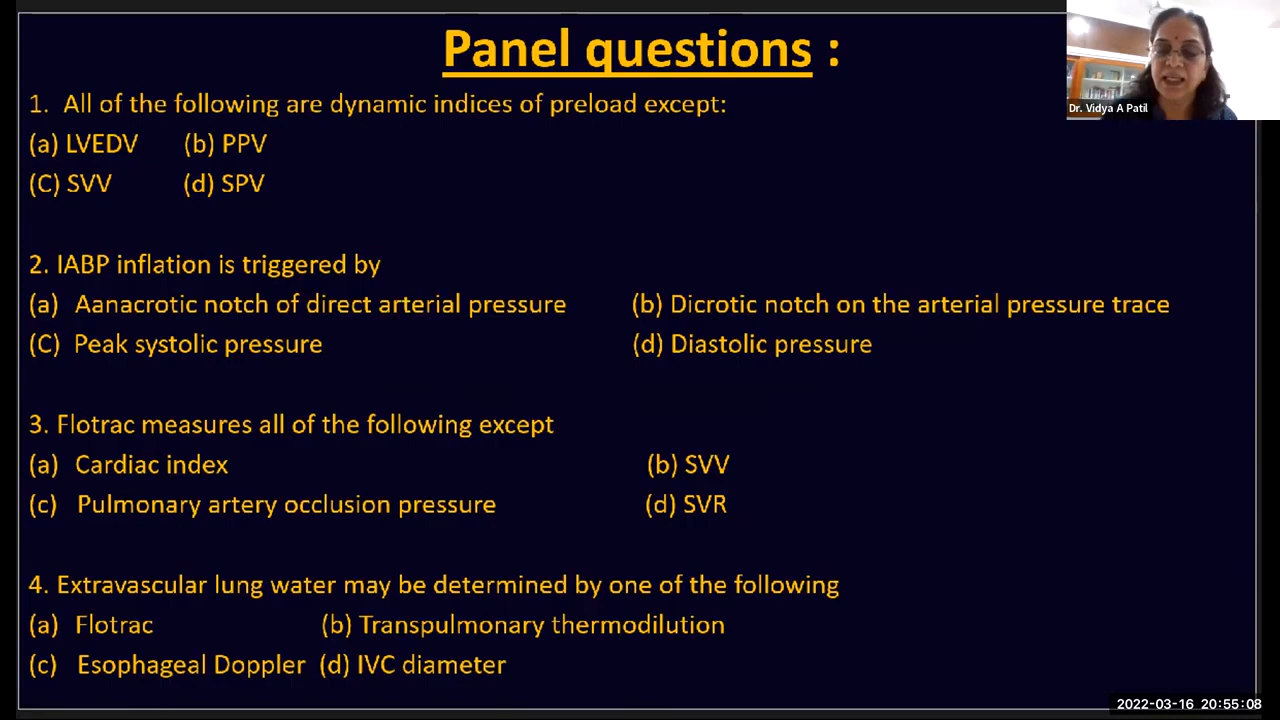 Panel questions :
Dr. Vidya A Patil
1. All of the following are dynamic indices of preload except:
(a) LVEDV (b) PPV
(C) SVV (d) SPV
2. IABP inflation is triggered by
(a) Aanacrotic notch of direct arterial pressure (b) Dicrotic notch on the arterial pressure trace
(C) Peak systolic pressure (d) Diastolic pressure
3. Flotrac measures all of the following except
(a) Cardiac index (b) SVV
(c) Pulmonary artery occlusion pressure (d) SVR
4. Extravascular lung water may be determined by one of the following
(a) Flotrac (b) Transpulmonary thermodilution
(c) Esophageal Doppler (d) IVC diameter
2022-03-16 20:55:08